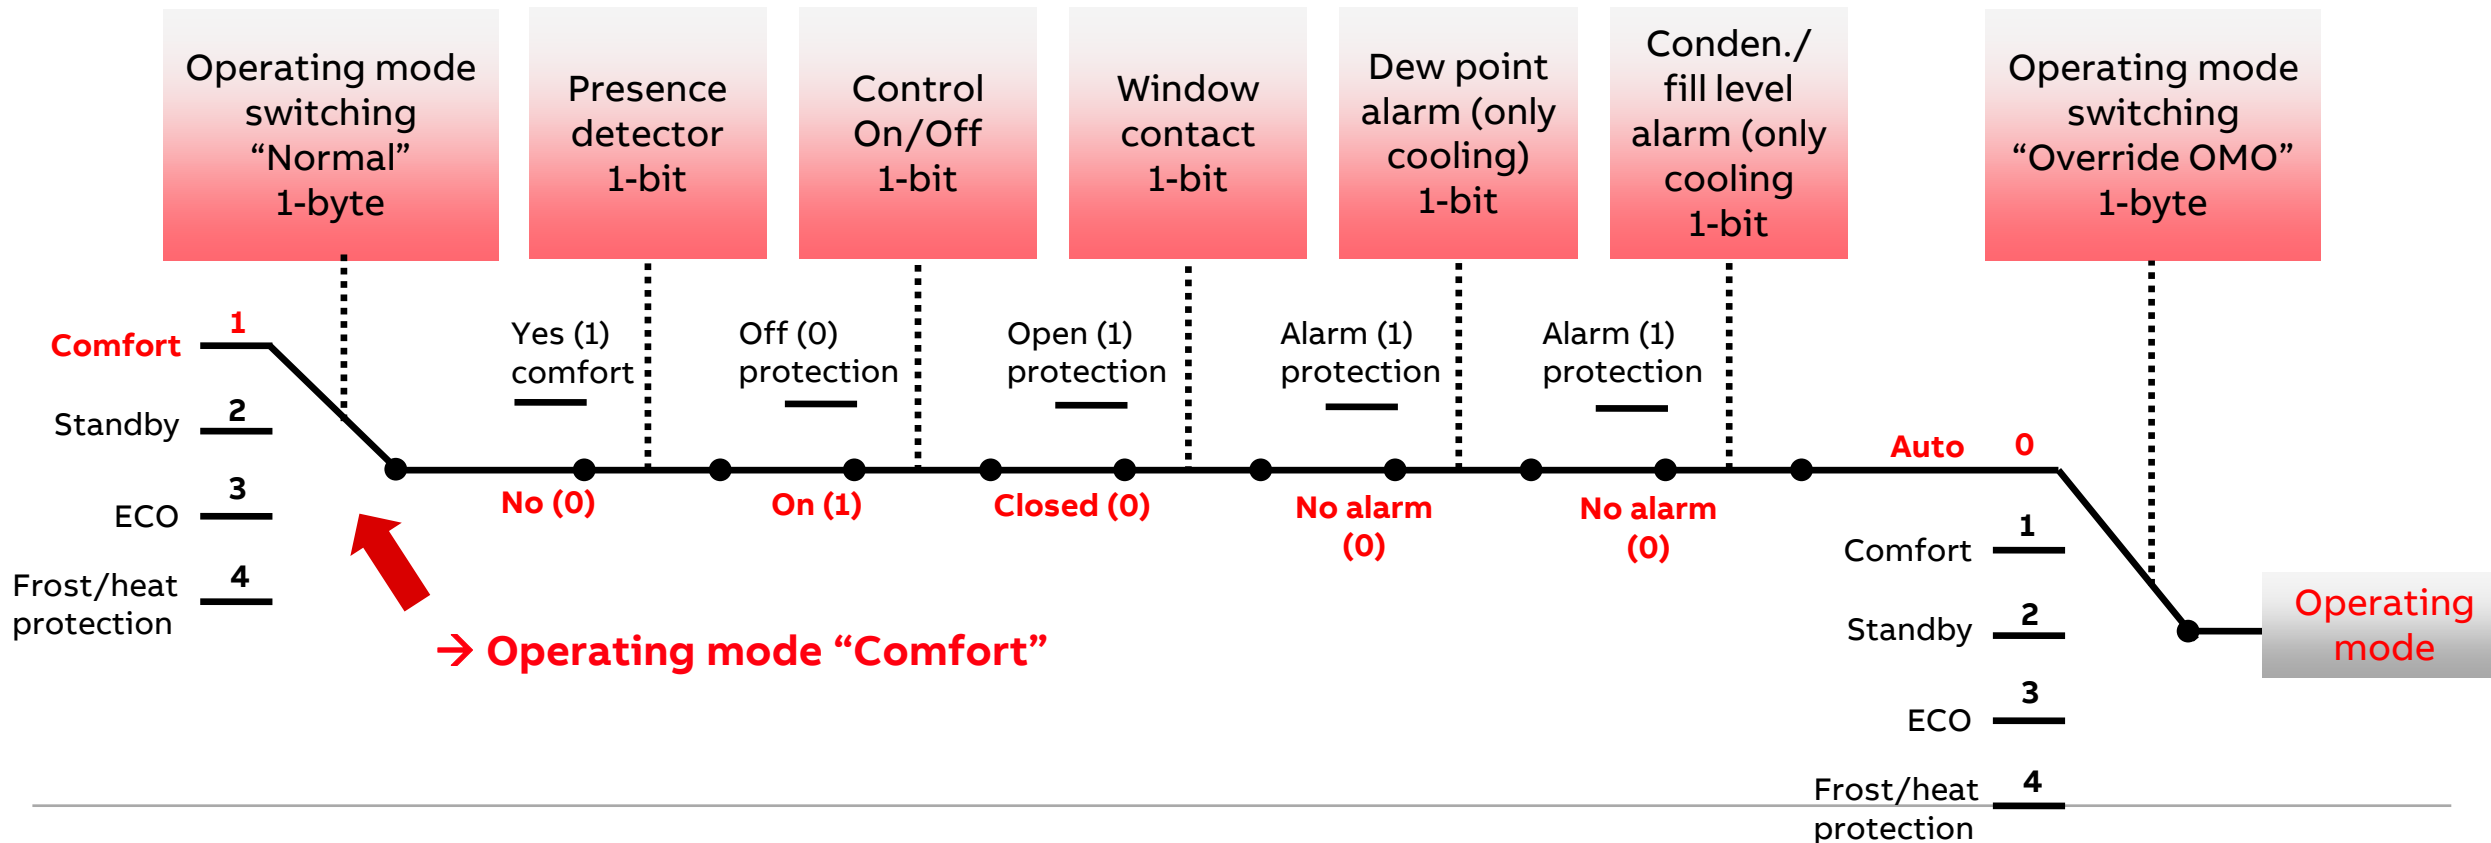 Operating mode
switching
“Normal”
1-byte
Presence
detector
1-bit
Control
On/Off
1-bit
Window
contact
1-bit
Dew point
alarm (only
cooling)
1-bit
Conden./
fill level
alarm (only
cooling
1-bit
Operating mode
switching
“Override OMO”
1-byte
Comfort 1
Standby 2
ECO 3
Frost/heat 4
protection
Yes (1)
comfort
No (0)
Off (0)
protection
On (1)
Open (1)
protection
Closed (0)
Alarm (1)
protection
No alarm
(0)
Alarm (1)
protection
No alarm
(0)
Auto 0
Comfort 1
Standby 2
ECO 3
Frost/heat 4
protection
→ Operating mode “Comfort”
Operating
mode